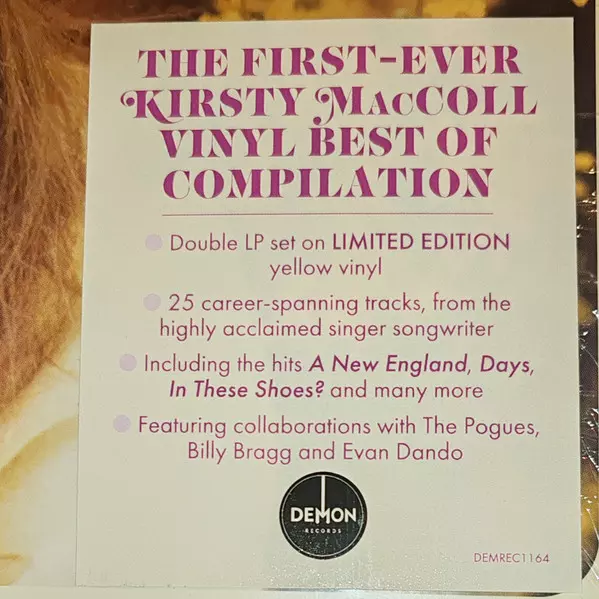 THE FIRST-EVER
KIRSTY MACCOLL
VINYL BEST OF
COMPILATION
Double LP set on LIMITED EDITION
yellow vinyl
25 career-spanning tracks, from the
highly acclaimed singer songwriter
Including the hits A New England, Days,
In These Shoes? and many more
Featuring collaborations with The Pogues,
Billy Bragg and Evan Dando
DEMON
RECORDS
DEMREC1164